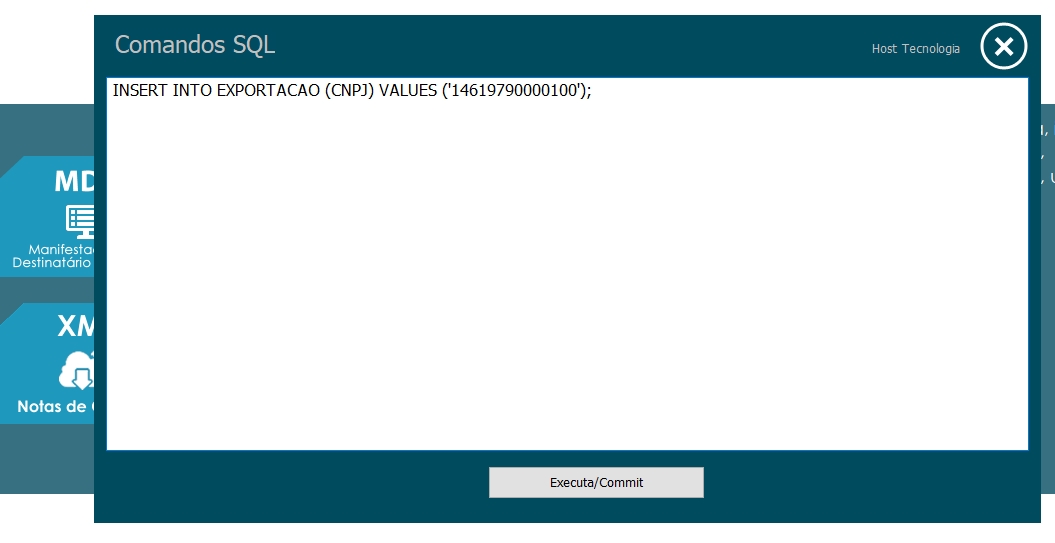 Comandos SQL
Host Tecnologia
INSERT INTO EXPORTACAO (CNPJ) VALUES ('14619790000100');
MD
Manifesta
Destinatário
XM
Notas de
Executa/Commit